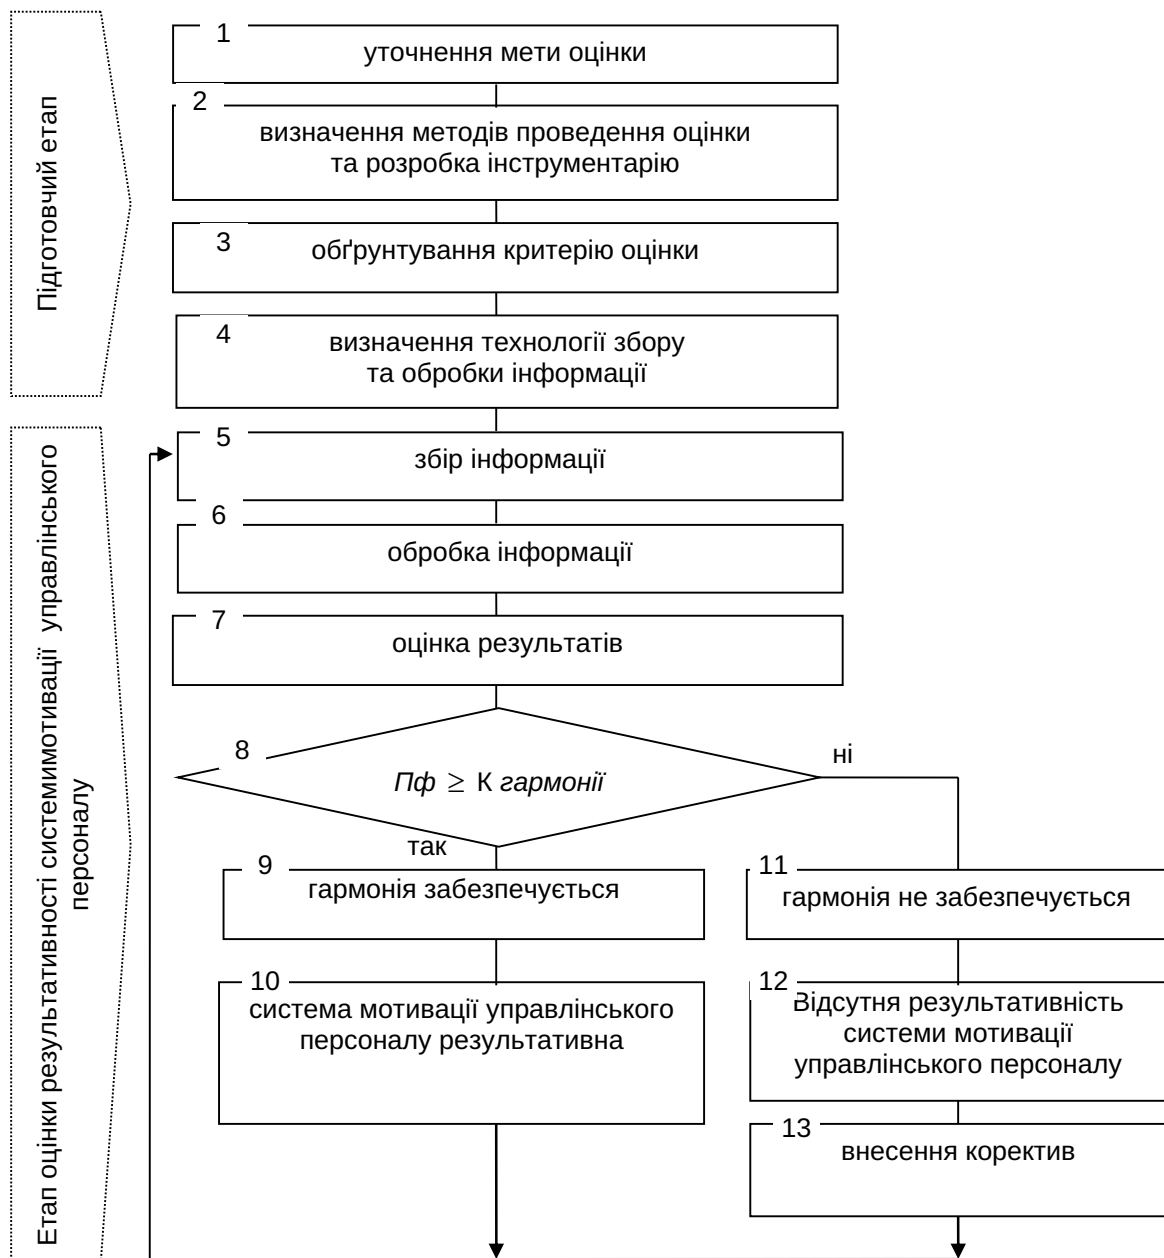 Підготовчий етап
1
уточнення мети оцінки
2
визначення методів проведення оцінки
та розробка інструментарію
3
обґрунтування критерію оцінки
4
визначення технології збору
та обробки інформації
Етап оцінки результативності системимотивації управлінського
персоналу
5
збір інформації
6
обробка інформації
7
оцінка результатів
8
Пф ≥ К гармонії
ні
так
9
гармонія забезпечується
10
система мотивації управлінського
персоналу результативна
11
гармонія не забезпечується
12
Відсутня результативність
системи мотивації
управлінського персоналу
13
внесення коректив